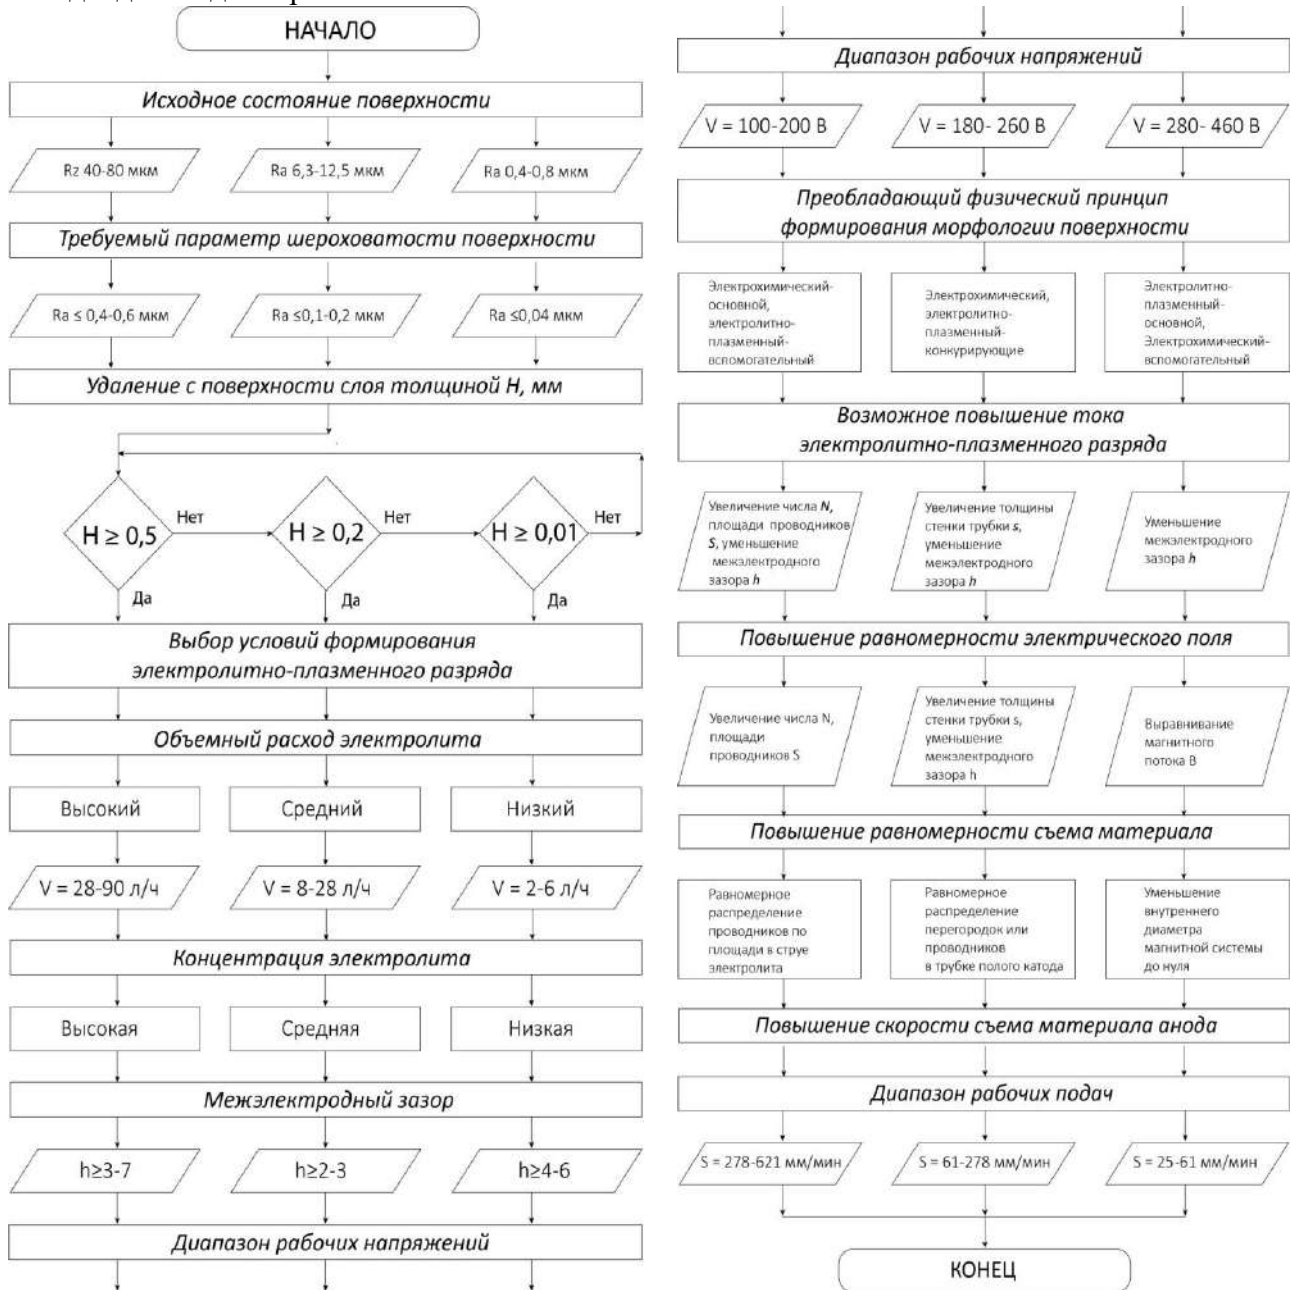 НАЧАЛО
Исходное состояние поверхности
Rz 40-80 мкм
Ra 6,3-12,5 мкм
Ra 0,4-0,8 мкм
Требуемый параметр шероховатости поверхности
Ra ≤ 0,4-0,6 мкм
Ra ≤0,1-0,2 мкм
Ra ≤0,04 мкм
Удаление с поверхности слоя толщиной Н, мм
H ≥ 0,5
Нет
H ≥ 0,2
Нет
H ≥ 0,01
Нет
Да
Да
Да
Выбор условий формирования
электролитно-плазменного разряда
Объемный расход электролита
Высокий
Средний
Низкий
V = 28-90 л/ч
V = 8-28 л/ч
V = 2-6 л/ч
Концентрация электролита
Высокая
Средняя
Низкая
Межэлектродный зазор
h≥3-7
h≥2-3
h≥4-6
Диапазон рабочих напряжений
Диапазон рабочих напряжений
V = 100-200 В
V = 180- 260 В
V = 280- 460 В
Преобладающий физический принцип
формирования морфологии поверхности
Электрохимический-
основной,
электролитно-
плазменный-
вспомогательный
Электрохимический,
электролитно-
плазменный-
конкурирующие
Электролитно-
плазменный-
основной,
Электрохимический-
вспомогательный
Возможное повышение тока
электролитно-плазменного разряда
Увеличение числа N,
площади проводников
S, уменьшение
межэлектродного
зазора h
Увеличение толщины
стенки трубки s,
уменьшение
межэлектродного
зазора h
Уменьшение
межэлектродного
зазора h
Повышение равномерности электрического поля
Увеличение числа N,
площади
проводников S
Увеличение толщины
стенки трубки s,
уменьшение
межэлектродного
зазора h
Выравнивание
магнитного
потока В
Повышение равномерности съема материала
Равномерное
распределение
проводников по
площади в струе
электролита
Равномерное
распределение
перегородок или
проводников
в трубке полого катода
Уменьшение
внутреннего
диаметра
магнитной системы
до нуля
Повышение скорости съема материала анода
Диапазон рабочих подач
S = 278-621 мм/мин
S = 61-278 мм/мин
S = 25-61 мм/мин
КОНЕЦ